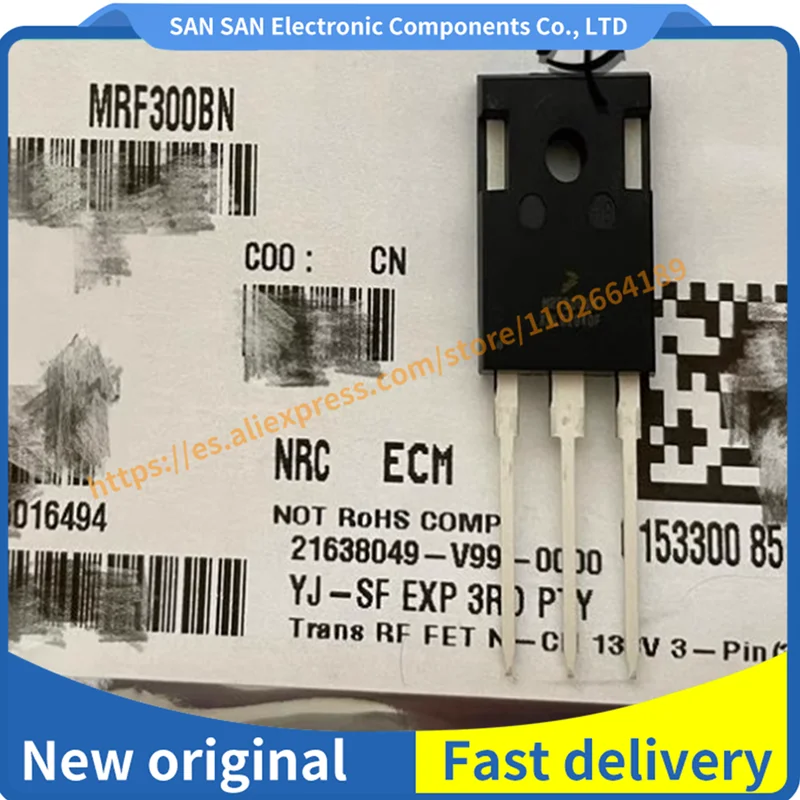 SAN SAN Electronic Components Co., LTD
MRF300BN
COO : CN
https://es.aliexpress.com/store/1102664189
NRC ECM
016494
NOT RoHS COMP
21638049-V99 -0000
153300 85
YJ-SF EXP 3RD PTY
Trans RF FET N-CH 13 V 3-Pin(
New original
Fast delivery